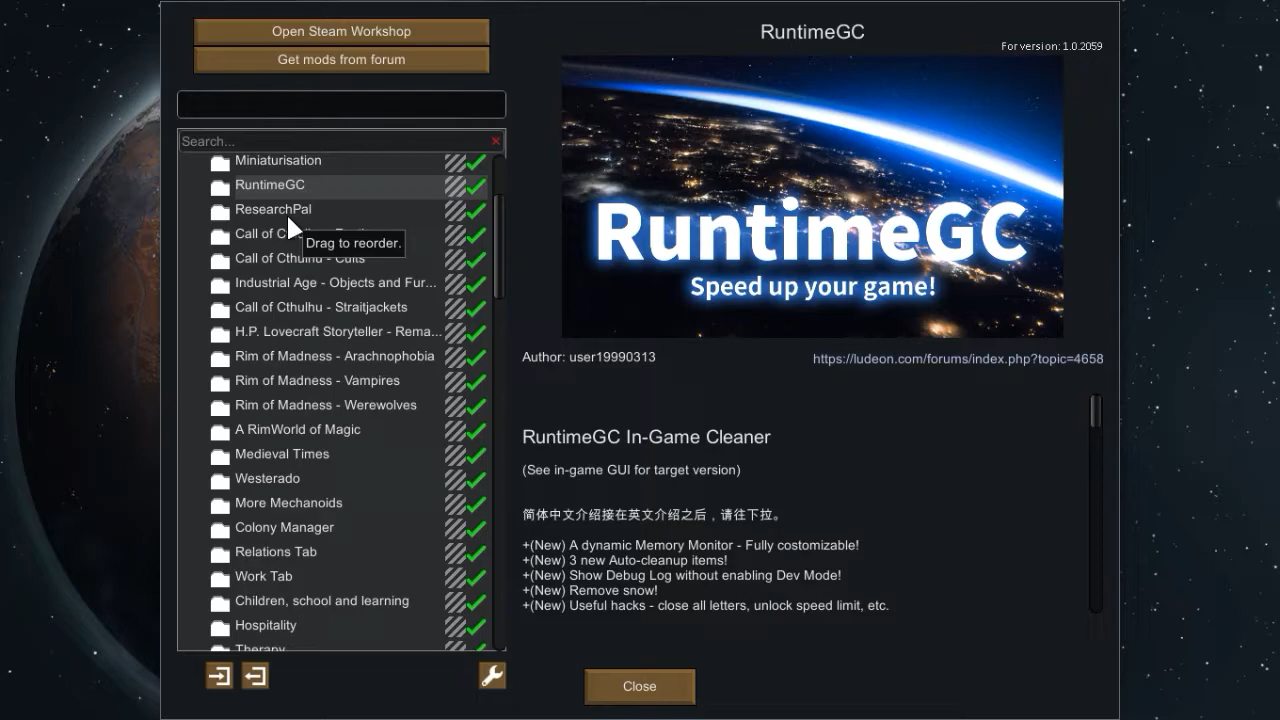 Open Steam Workshop
Get mods from forum
Search...
Miniaturisation
RuntimeGC
ResearchPal
Call of C
Drag to reorder.
Call of Cthulhu - Cults
Industrial Age - Objects and Fur...
Call of Cthulhu - Straitjackets
H.P. Lovecraft Storyteller - Rema...
Rim of Madness - Arachnophobia
Rim of Madness - Vampires
Rim of Madness - Werewolves
A RimWorld of Magic
Medieval Times
Westerado
More Mechanoids
Colony Manager
Relations Tab
Work Tab
Children, school and learning
Hospitality
Therapy
RuntimeGC
For version: 1.0.2059
RuntimeGC
Speed up your game!
Author: user19990313
https://ludeon.com/forums/index.php?topic=4658
RuntimeGC In-Game Cleaner
(See in-game GUI for target version)
简体中文介绍接在英文介绍之后，请往下拉。
+(New) A dynamic Memory Monitor - Fully costomizable!
+(New) 3 new Auto-cleanup items!
+(New) Show Debug Log without enabling Dev Mode!
+(New) Remove snow!
+(New) Useful hacks - close all letters, unlock speed limit, etc.
Close